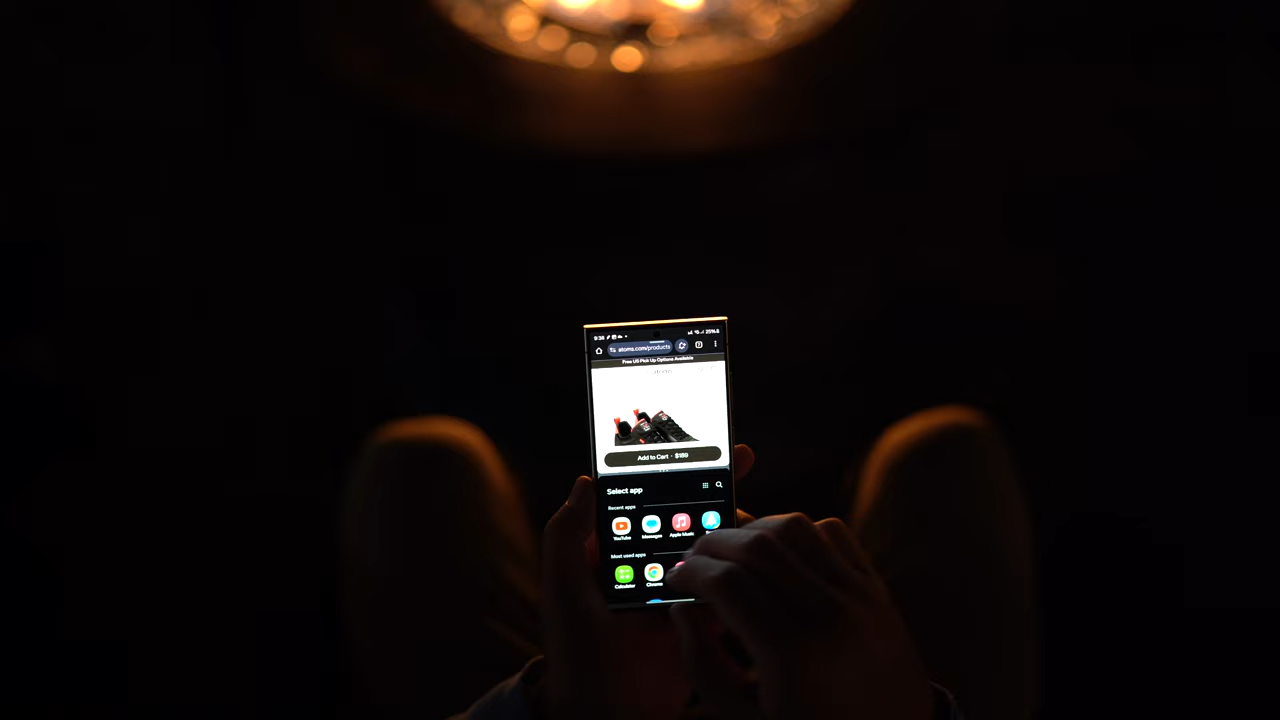 9:38 25%
atoms.com/products
Free US Pick Up Options Available
atoms
Add to Cart - $189
Select app
Recent apps
YouTube Messages Apple Music
Most used apps
Calculator Chrome